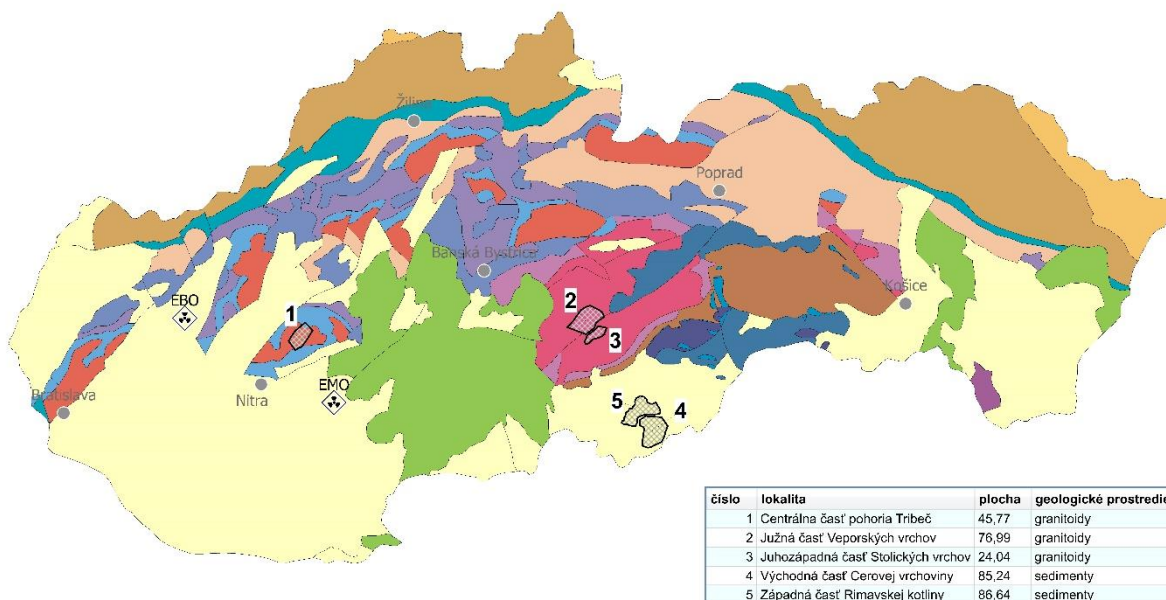 Žilina
Poprad
Banská Bystrica
EBO
2
Košice
1
3
EMO
Bratislava
Nitra
5
4
číslo lokalita plocha geologické prostredie
1 Centrálna časť pohoria Tribeč 45,77 granitoidy
2 Južná časť Veporských vrchov 76,99 granitoidy
3 Juhozápadná časť Stolických vrchov 24,04 granitoidy
4 Východná časť Cerovej vrchoviny 85,24 sedimenty
5 Západná časť Rimavskej kotliny 86,64 sedimenty